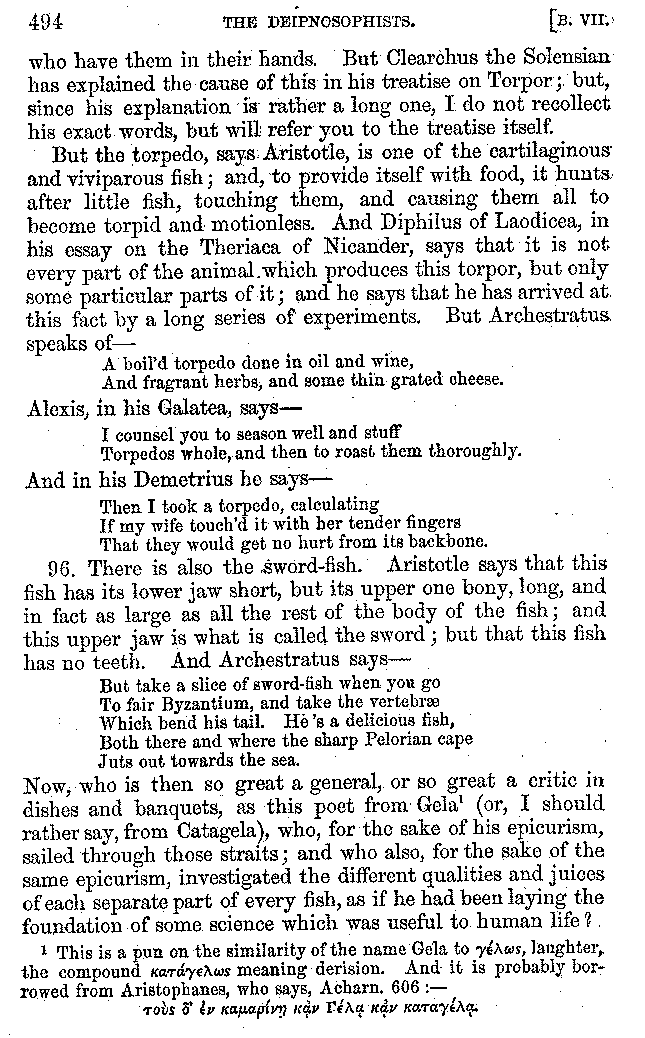 494 THE DEIPNOSOPHISTS. [B. VII.
who have them in their hands. But Clearchus the Solensian
has explained the cause of this in his treatise on Torpor; but,
since his explanation is rather a long one, I do not recollect
his exact words, but will refer you to the treatise itself.
But the torpedo, says Aristotle, is one of the cartilaginous
and viviparous fish; and, to provide itself with food, it hunts
after little fish, touching them, and causing them all to
become torpid and motionless. And Diphilus of Laodicea, in
his essay on the Theriaca of Nicander, says that it is not
every part of the animal which produces this torpor, but only
some particular parts of it; and he says that he has arrived at
this fact by a long series of experiments. But Archestratus
speaks of—
A boil'd torpedo done in oil and wine,
And fragrant herbs, and some thin grated cheese.
Alexis, in his Galatea, says—
I counsel you to season well and stuff
Torpedos whole, and then to roast them thoroughly.
And in his Demetrius he says—
Then I took a torpedo, calculating
If my wife touch'd it with her tender fingers
That they would get no hurt from its backbone.
96. There is also the sword-fish. Aristotle says that this
fish has its lower jaw short, but its upper one bony, long, and
in fact as large as all the rest of the body of the fish; and
this upper jaw is what is called the sword; but that this fish
has no teeth. And Archestratus says—
But take a slice of sword-fish when you go
To fair Byzantium, and take the vertebræ
Which bend his tail. He's a delicious fish,
Both there and where the sharp Pelorian cape
Juts out towards the sea.
Now, who is then so great a general, or so great a critic in
dishes and banquets, as this poet from Gela¹ (or, I should
rather say, from Catagela), who, for the sake of his epicurism,
sailed through those straits; and who also, for the sake of the
same epicurism, investigated the different qualities and juices
of each separate part of every fish, as if he had been laying the
foundation of some science which was useful to human life?
¹ This is a pun on the similarity of the name Gela to γέλως, laughter,
the compound κατάγελως meaning derision. And it is probably bor-
rowed from Aristophanes, who says, Acharn. 606:—
τοὺς δ' ἐν καμαρίνῃ κἀν Γέλᾳ κἀν καταγέλᾳ.